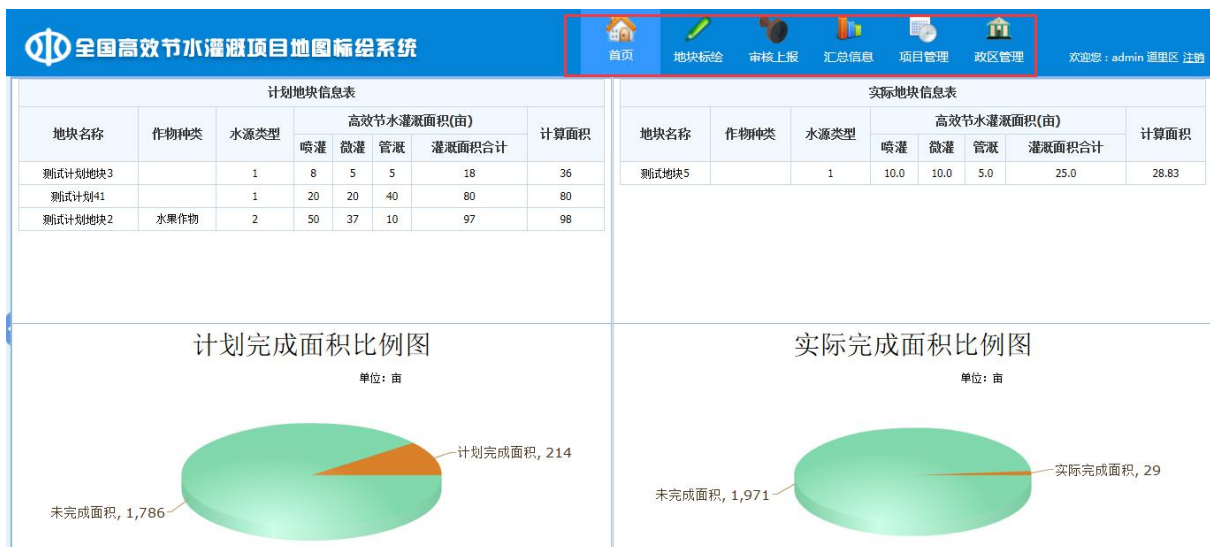 全国高效节水灌溉项目地图标绘系统
首页 地块标绘 审核上报 汇总信息 项目管理 政区管理 欢迎您：admin 道里区 注销
计划地块信息表
地块名称 作物种类 水源类型 高效节水灌溉面积(亩) 计算面积
喷灌 微灌 管溉 灌溉面积合计
测试计划地块3 1 8 5 5 18 36
测试计划41 1 20 20 40 80 80
测试计划地块2 水果作物 2 50 37 10 97 98
实际地块信息表
地块名称 作物种类 水源类型 高效节水灌溉面积(亩) 计算面积
喷灌 微灌 管溉 灌溉面积合计
测试地块5 1 10.0 10.0 5.0 25.0 28.83
计划完成面积比例图
单位: 亩
计划完成面积, 214
未完成面积, 1,786
实际完成面积比例图
单位: 亩
实际完成面积, 29
未完成面积, 1,971